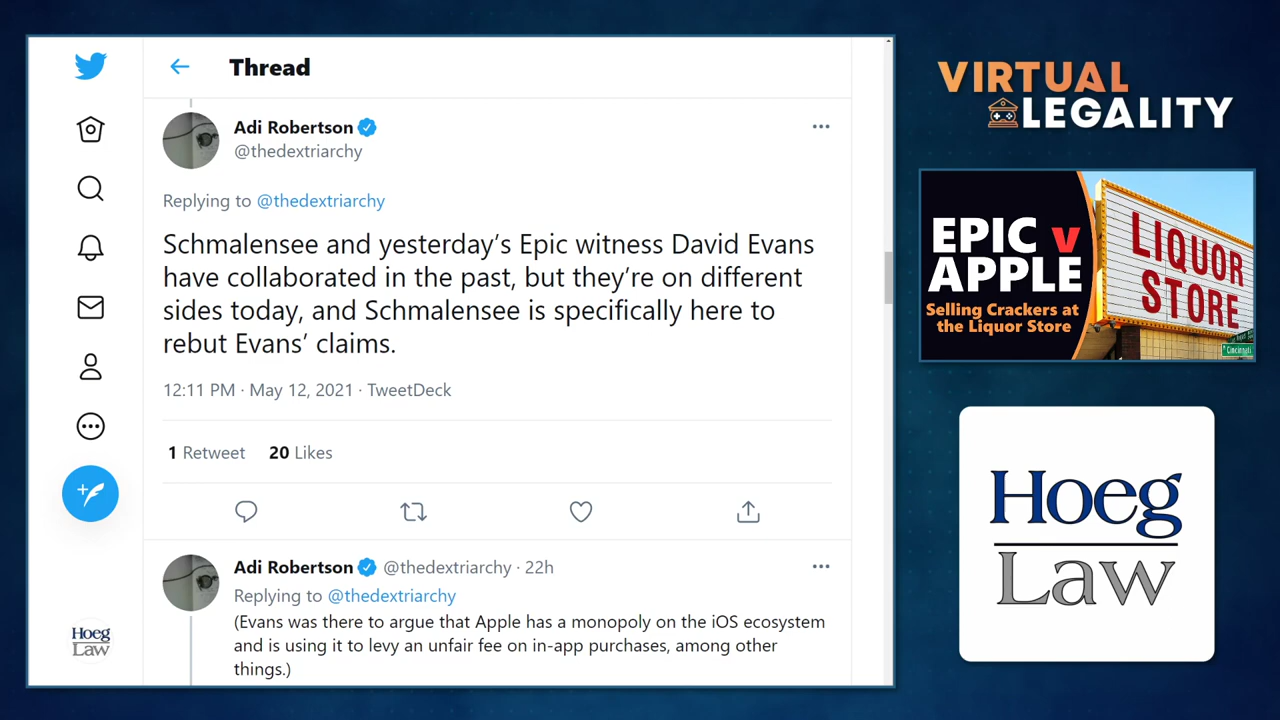 Thread
Adi Robertson
@thedextriarchy
Replying to @thedextriarchy
Schmalensee and yesterday’s Epic witness David Evans
have collaborated in the past, but they’re on different
sides today, and Schmalensee is specifically here to
rebut Evans’ claims.
12:11 PM · May 12, 2021 · TweetDeck
1 Retweet 20 Likes
Adi Robertson @thedextriarchy · 22h
Replying to @thedextriarchy
(Evans was there to argue that Apple has a monopoly on the iOS ecosystem
and is using it to levy an unfair fee on in-app purchases, among other
things.)
Hoeg
Law
VIRTUAL
LEGALITY
EPIC v
APPLE
Selling Crackers at
the Liquor Store
LIQUOR
STORE
Cincinnati
Hoeg
Law